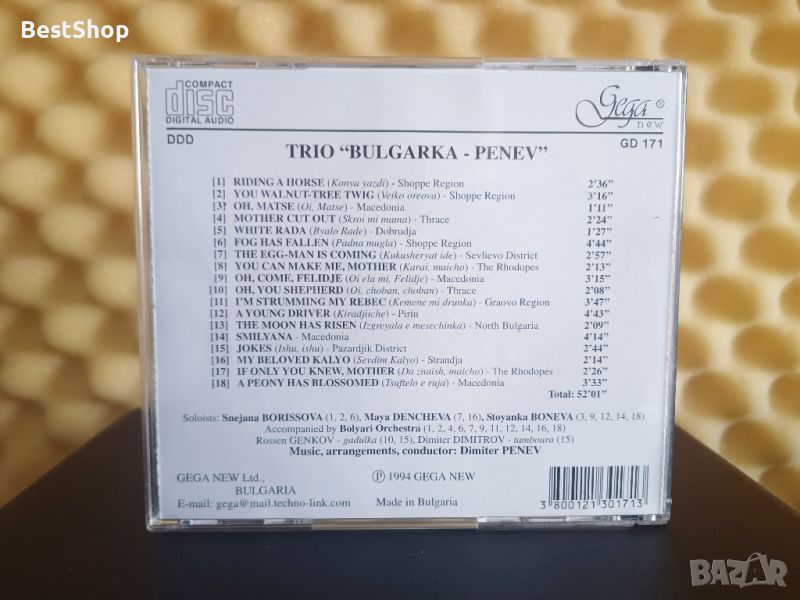 BestShop
COMPACT
disc
DIGITAL AUDIO
DDD
Gega ®
new
GD 171
TRIO “BULGARKA - PENEV”
[1] RIDING A HORSE (Konya yazdi) - Shoppe Region 2’36”
[2] YOU WALNUT-TREE TWIG (Veiko oreova) - Shoppe Region 3’16”
[3] OH, MATSE (Oi, Matse) - Macedonia 1’11”
[4] MOTHER CUT OUT (Skroi mi mama) - Thrace 2’24”
[5] WHITE RADA (Byalo Rade) - Dobrudja 1’27”
[6] FOG HAS FALLEN (Padna mugla) - Shoppe Region 4’44”
[7] THE EGG-MAN IS COMING (Kukusheryat ide) - Sevlievo District 2’57”
[8] YOU CAN MAKE ME, MOTHER (Karai, maicho) - The Rhodopes 2’13”
[9] OH, COME, FELIDJE (Oi ela mi, Felidje) - Macedonia 3’15”
[10] OH, YOU SHEPHERD (Oi, choban, choban) - Thrace 2’08”
[11] I’M STRUMMING MY REBEC (Kemene mi drunka) - Graovo Region 3’47”
[12] A YOUNG DRIVER (Kiradjiiche) - Pirin 4’43”
[13] THE MOON HAS RISEN (Izgreyala e mesechinka) - North Bulgaria 2’09”
[14] SMILYANA - Macedonia 4’14”
[15] JOKES (Ishu, ishu) - Pazardjik District 2’44”
[16] MY BELOVED KALYO (Sevdim Kalyo) - Strandja 2’14”
[17] IF ONLY YOU KNEW, MOTHER (Da znaish, maicho) - The Rhodopes 2’26”
[18] A PEONY HAS BLOSSOMED (Tsuftelo e ruja) - Macedonia 3’33”
Total: 52’01”
Soloists: Snejana BORISSOVA (1, 2, 6), Maya DENCHEVA (7, 16), Stoyanka BONEVA (3, 9, 12, 14, 18)
Accompanied by Bolyari Orchestra (1, 2, 4, 6, 7, 9, 11, 12, 14, 16, 18)
Rossen GENKOV - gadulka (10, 15), Dimiter DIMITROV - tamboura (15)
Music, arrangements, conductor: Dimiter PENEV
GEGA NEW Ltd.,
BULGARIA
E-mail: gega@mail.techno-link.com
℗ 1994 GEGA NEW
Made in Bulgaria
3 800121 301713
BAZAR